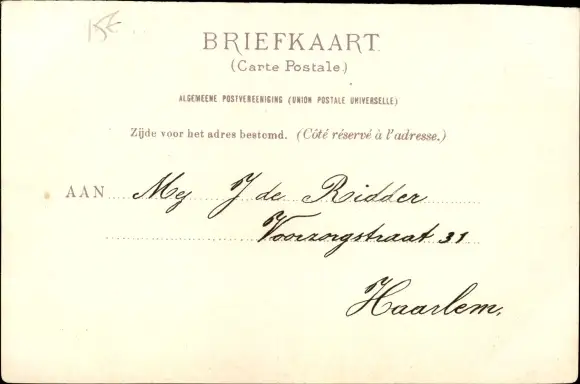 15€
BRIEFKAART.
(Carte Postale.)
ALGEMEENE POSTVEREENIGING (UNION POSTALE UNIVERSELLE)
Zijde voor het adres bestemd. (Côté réservé à l'adresse.)
AAN Mej J de Ridder
Voorzorgstraat 31
Haarlem.